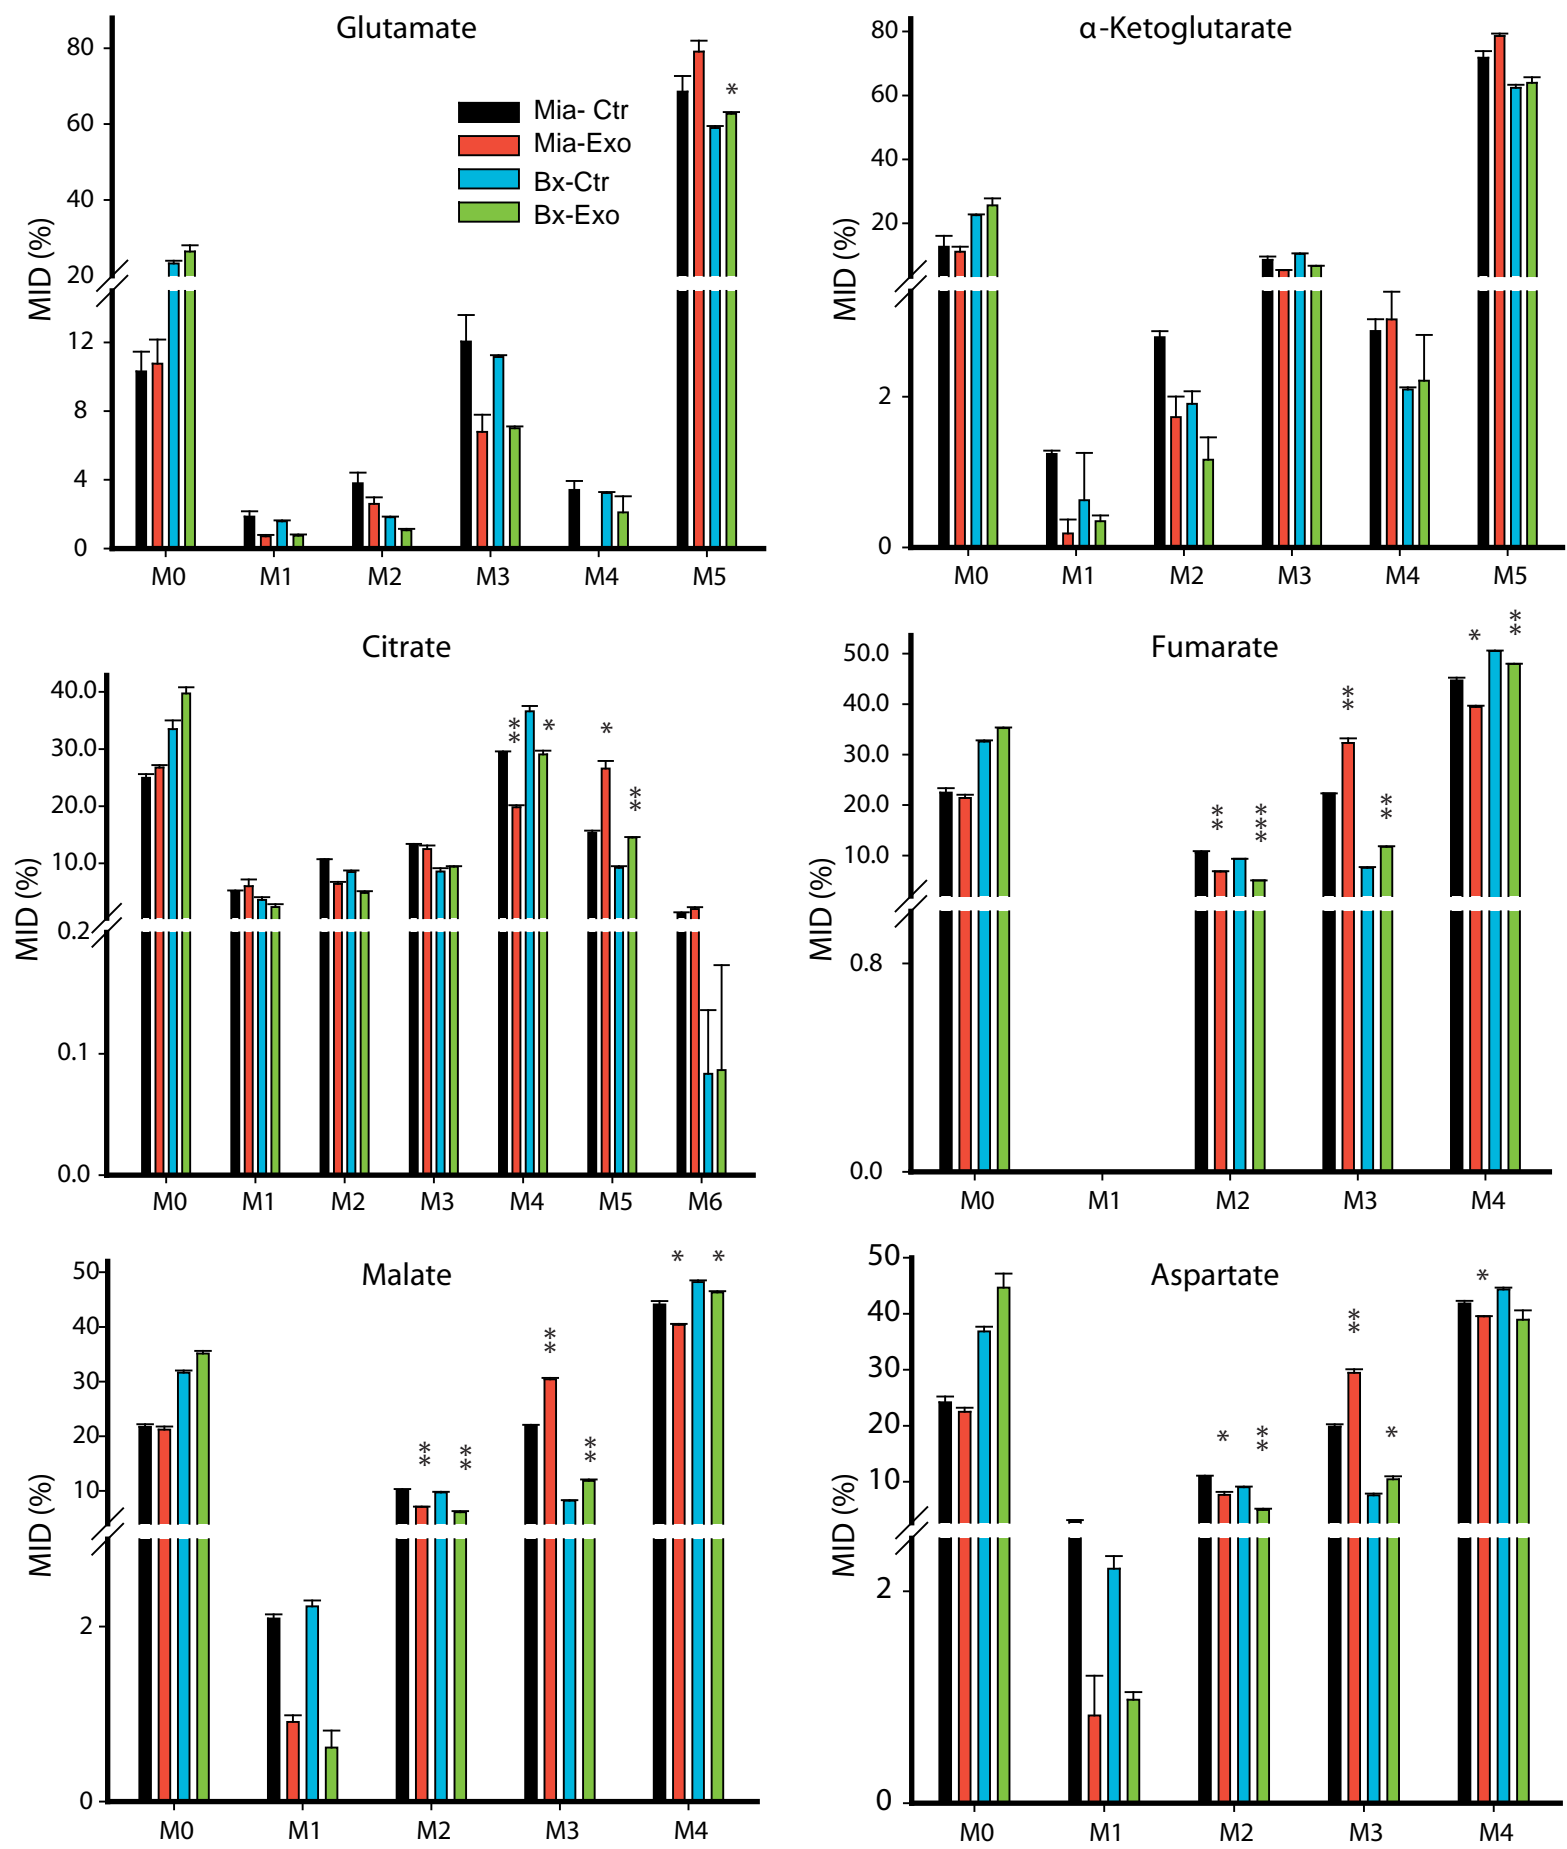 Glutamate
80
60
40
20
12
8
4
0
MID (%)
Mia- Ctr
Mia-Exo
Bx-Ctr
Bx-Exo
*
M0 M1 M2 M3 M4 M5
α-Ketoglutarate
80
60
40
20
2
0
MID (%)
M0 M1 M2 M3 M4 M5
Citrate
40.0
30.0
20.0
10.0
0.2
0.1
0.0
MID (%)
** * * **
M0 M1 M2 M3 M4 M5 M6
Fumarate
50.0
40.0
30.0
20.0
10.0
0.8
0.0
MID (%)
** *** ** ** * **
M0 M1 M2 M3 M4
Malate
50
40
30
20
10
2
0
MID (%)
** ** ** ** * *
M0 M1 M2 M3 M4
Aspartate
50
40
30
20
10
2
0
MID (%)
* ** ** * *
M0 M1 M2 M3 M4